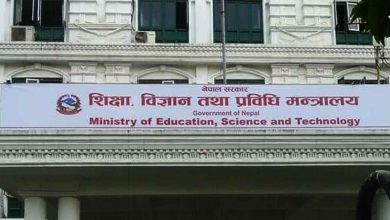 नेपाल सरकार
शिक्षा, विज्ञान तथा प्रविधि मन्त्रालय
Government of Nepal
Ministry of Education, Science and Technology